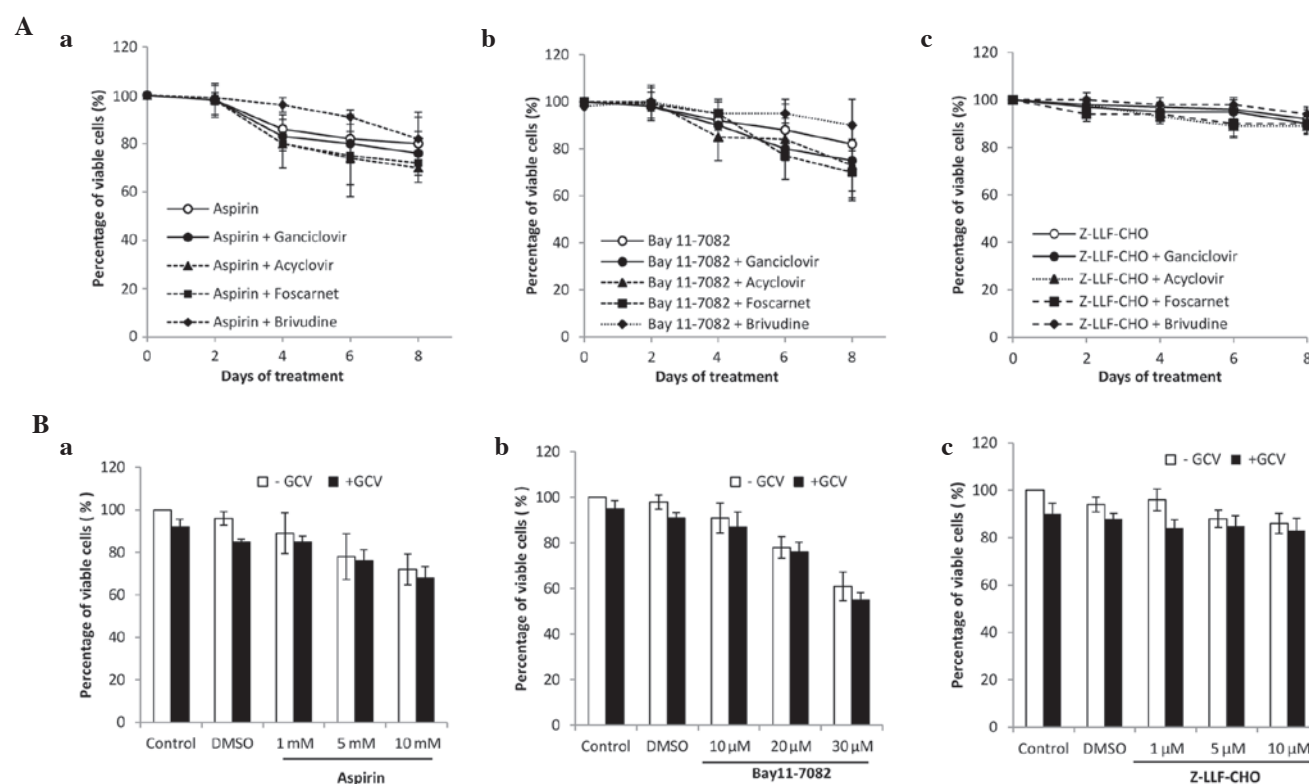 A
a
120
100
80
60
40
20
0
Percentage of viable cells (%)
Aspirin
Aspirin + Ganciclovir
Aspirin + Acyclovir
Aspirin + Foscarnet
Aspirin + Brivudine
0 2 4 6 8
Days of treatment
b
120
100
80
60
40
20
0
Percentage of viable cells (%)
Bay 11-7082
Bay 11-7082 + Ganciclovir
Bay 11-7082 + Acyclovir
Bay 11-7082 + Foscarnet
Bay 11-7082 + Brivudine
0 2 4 6 8
Days of treatment
c
120
100
80
60
40
20
0
Percentage of viable cells (%)
Z-LLF-CHO
Z-LLF-CHO + Ganciclovir
Z-LLF-CHO + Acyclovir
Z-LLF-CHO + Foscarnet
Z-LLF-CHO + Brivudine
0 2 4 6 8
Days of treatment
B
a
120
100
80
60
40
20
0
Percentage of viable cells ( % )
- GCV +GCV
Control DMSO 1 mM 5 mM 10 mM
Aspirin
b
120
100
80
60
40
20
0
Percentage of viable cells ( %)
- GCV +GCV
Control DMSO 10 μM 20 μM 30 μM
Bay11-7082
c
120
100
80
60
40
20
0
Percentage of viable cells ( %)
- GCV +GCV
Control DMSO 1 μM 5 μM 10 μM
Z-LLF-CHO